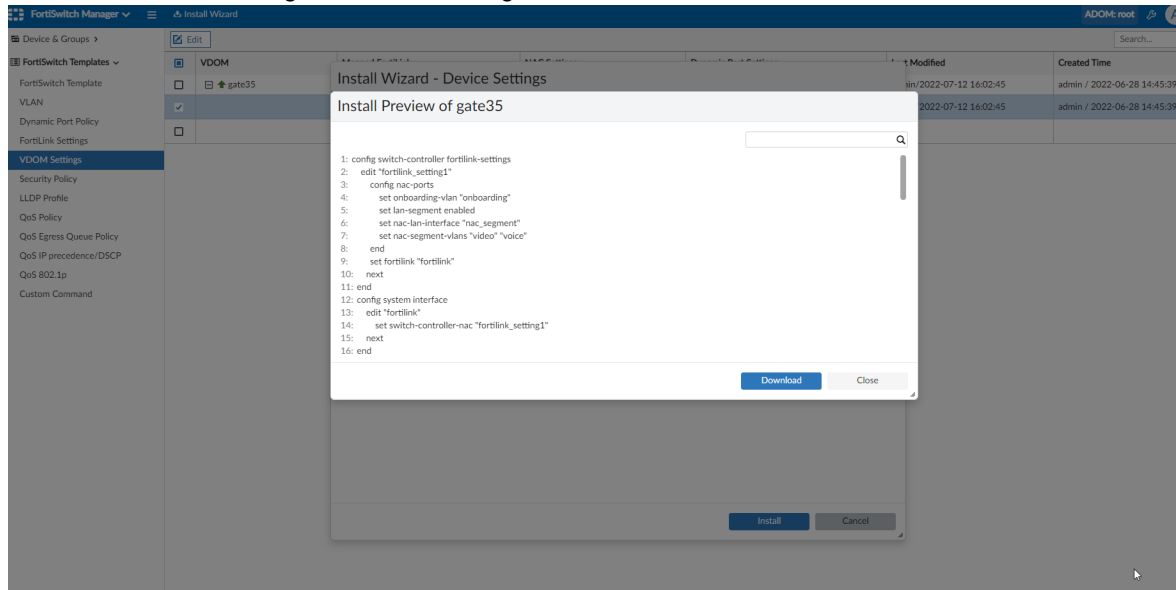 FortiSwitch Manager
Install Wizard
ADOM: root
Device & Groups
Edit
Search...
FortiSwitch Templates
VDOM
Modified
Created Time
FortiSwitch Template
gate35
Install Wizard - Device Settings
2022-07-12 16:02:45
admin / 2022-06-28 14:45:39
VLAN
Install Preview of gate35
2022-07-12 16:02:45
admin / 2022-06-28 14:45:39
Dynamic Port Policy
FortiLink Settings
VDOM Settings
Security Policy
LLDP Profile
QoS Policy
QoS Egress Queue Policy
QoS IP precedence/DSCP
QoS 802.1p
Custom Command
1: config switch-controller fortilink-settings
2: edit "fortilink_setting1"
3: config nac-ports
4: set onboarding-vlan "onboarding"
5: set lan-segment enabled
6: set nac-lan-interface "nac_segment"
7: set nac-segment-vlans "video" "voice"
8: end
9: set fortilink "fortilink"
10: next
11: end
12: config system interface
13: edit "fortilink"
14: set switch-controller-nac "fortilink_setting1"
15: next
16: end
Download
Close
Install
Cancel